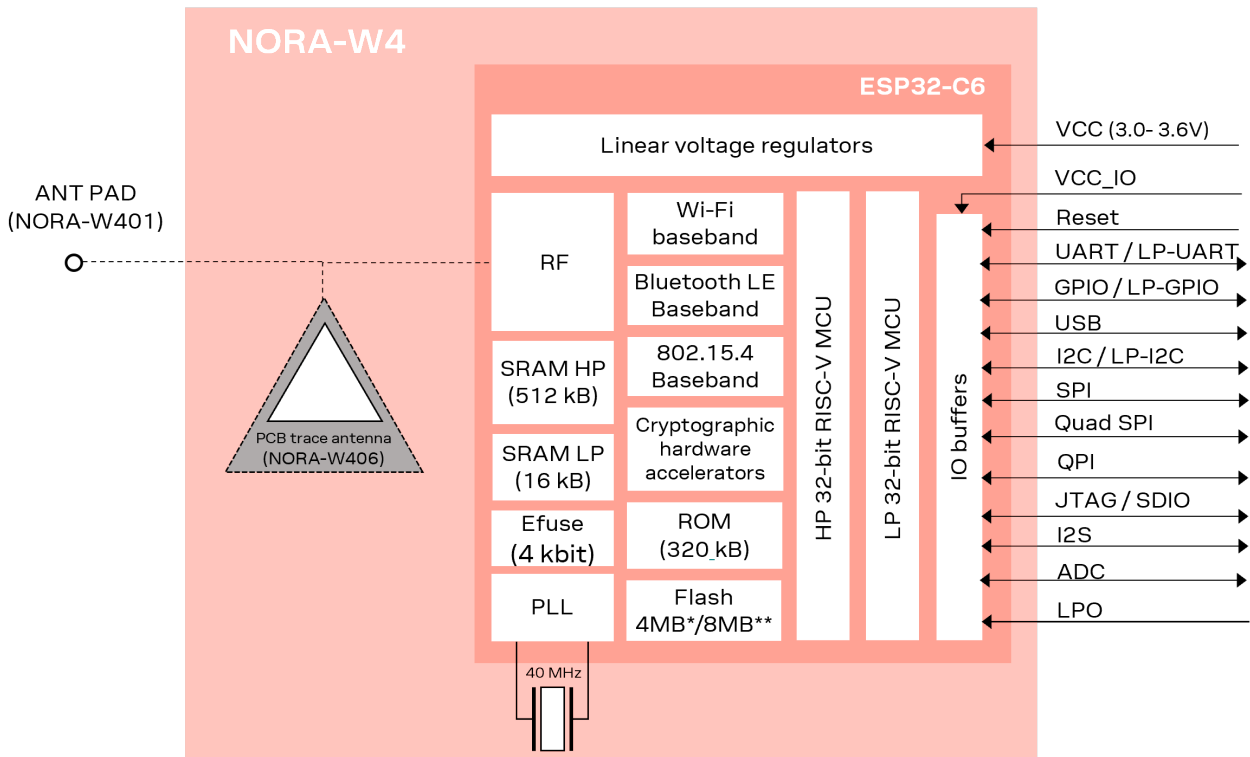 NORA-W4
ESP32-C6
Linear voltage regulators
VCC (3.0- 3.6V)
VCC_IO
Reset
UART / LP-UART
GPIO / LP-GPIO
USB
I2C / LP-I2C
SPI
Quad SPI
QPI
JTAG / SDIO
I2S
ADC
LPO
ANT PAD
(NORA-W401)
PCB trace antenna
(NORA-W406)
RF
SRAM HP
(512 kB)
SRAM LP
(16 kB)
Efuse
(4 kbit)
PLL
40 MHz
Wi-Fi
baseband
Bluetooth LE
Baseband
802.15.4
Baseband
Cryptographic
hardware
accelerators
ROM
(320 kB)
Flash
4MB*/8MB**
HP 32-bit RISC-V MCU
LP 32-bit RISC-V MCU
IO buffers